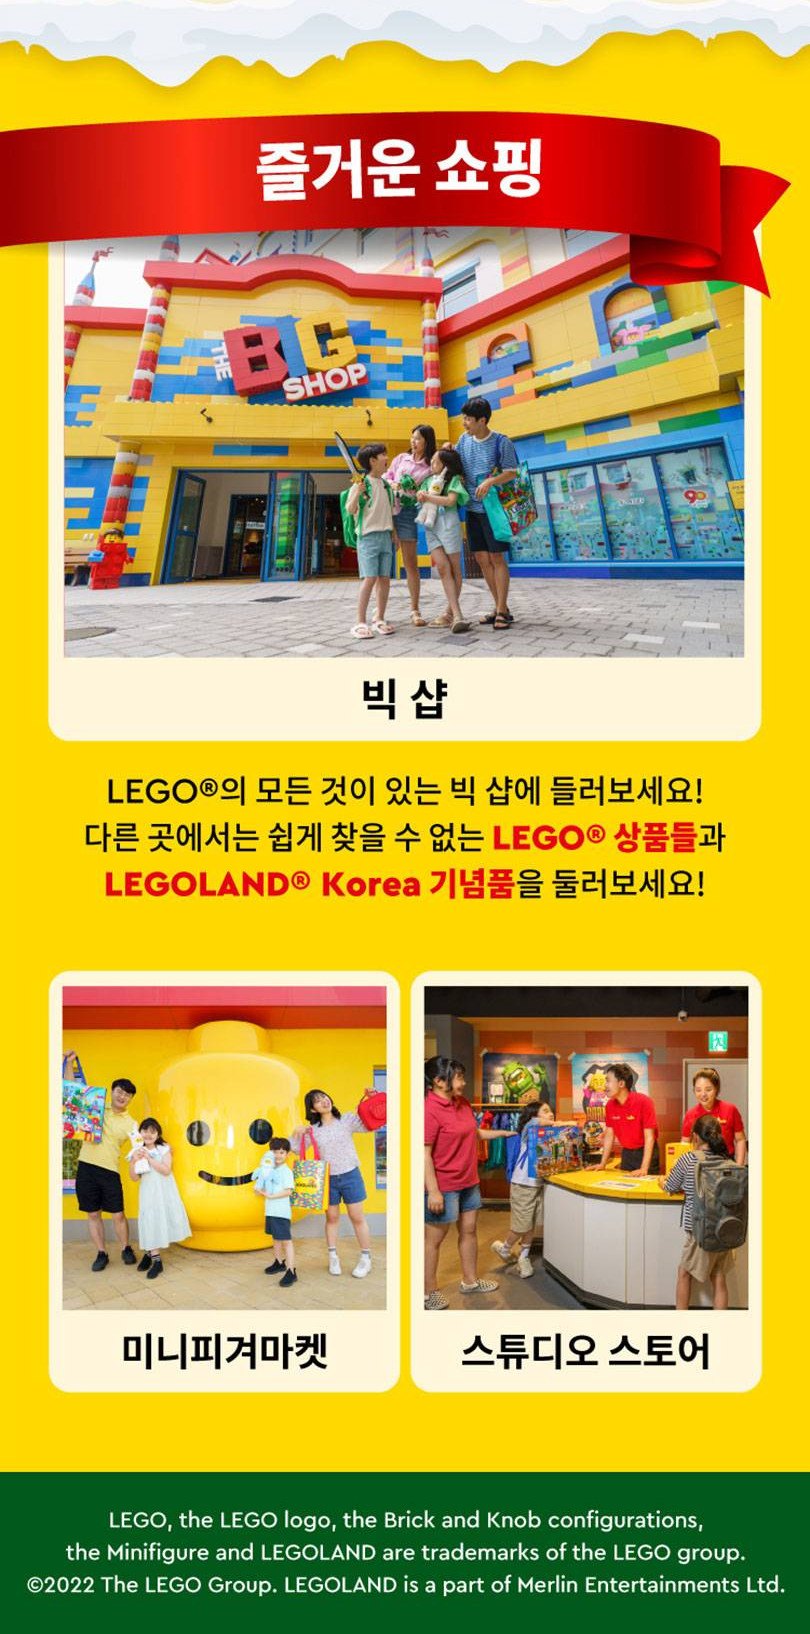 즐거운 쇼핑
THE
BIG
SHOP
90
빅 샵
LEGO®의 모든 것이 있는 빅 샵에 들러보세요!
다른 곳에서는 쉽게 찾을 수 없는 LEGO® 상품들과
LEGOLAND® Korea 기념품을 둘러보세요!
CITY
미니피겨마켓
스튜디오 스토어
LEGO, the LEGO logo, the Brick and Knob configurations,
the Minifigure and LEGOLAND are trademarks of the LEGO group.
©2022 The LEGO Group. LEGOLAND is a part of Merlin Entertainments Ltd.